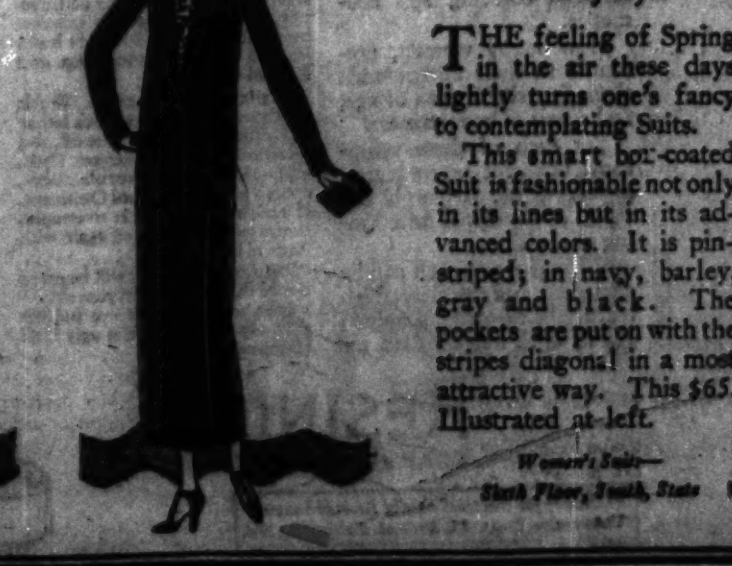 THE feeling of Spring
in the air these days
lightly turns one's fancy
to contemplating Suits.
This smart box-coated
Suit is fashionable not only
in its lines but in its ad-
vanced colors. It is pin-
striped; in navy, barley,
gray and black. The
pockets are put on with the
stripes diagonal in a most
attractive way. This $65.
Illustrated at left.
Women's Suits—
Sixth Floor, South, State